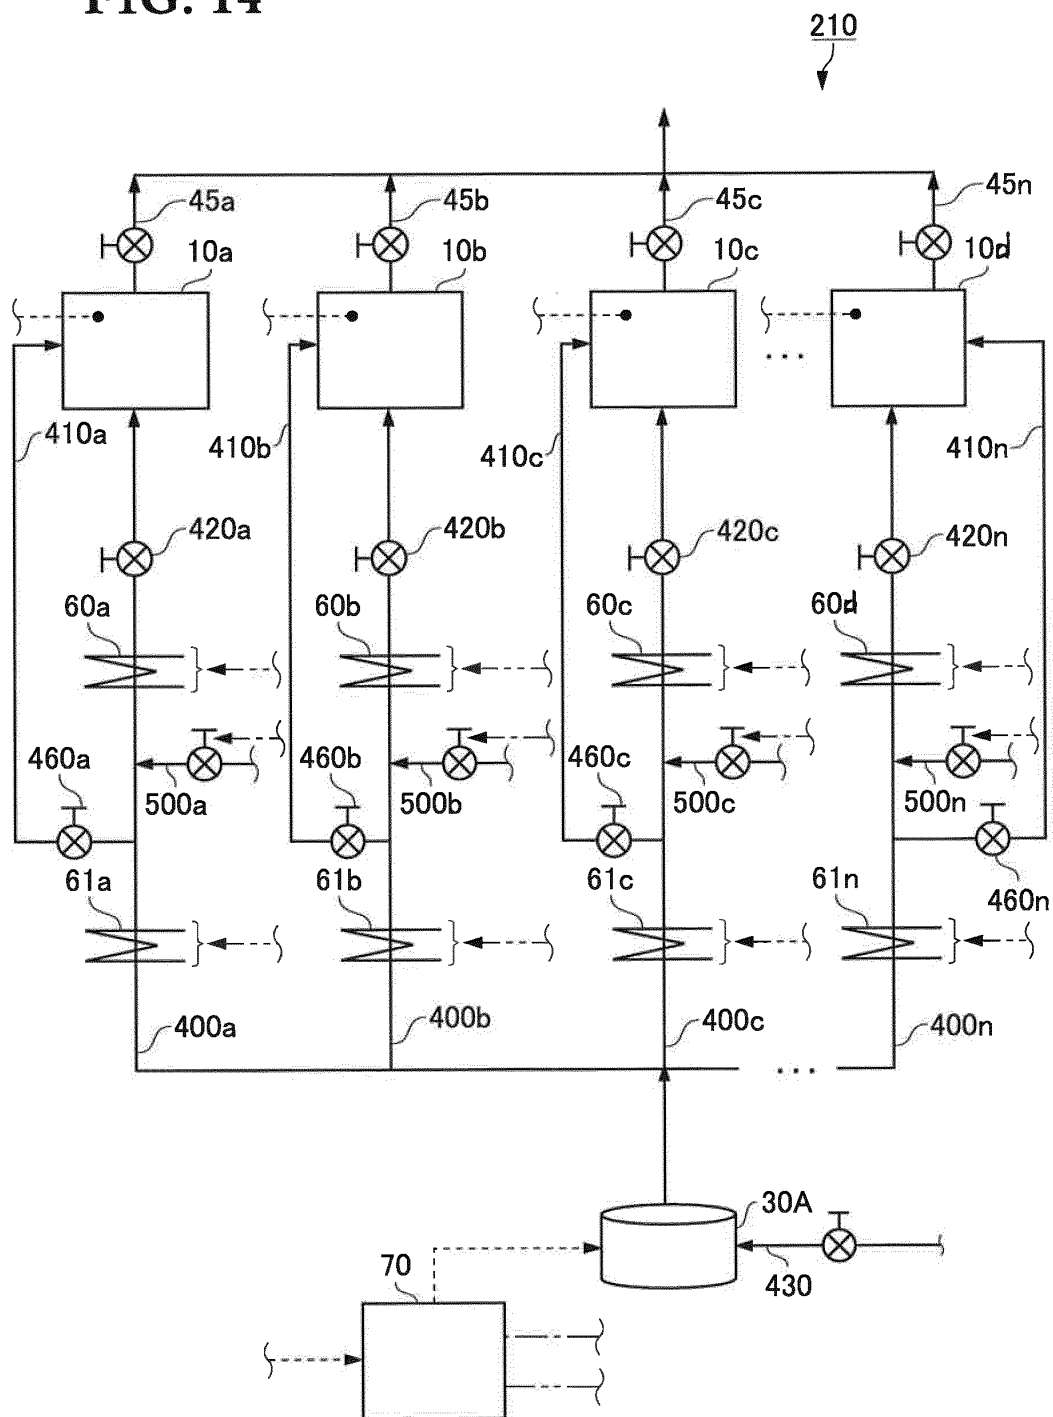 FIG. 14
210
45a 45b 45c 45n
10a 10b 10c 10d
...
410a 410b 410c 410n
420a 420b 420c 420n
60a 60b 60c 60d
460a 500a 460b 500b 460c 500c 500n
460n
61a 61b 61c 61n
400a 400b 400c 400n
...
30A
430
70